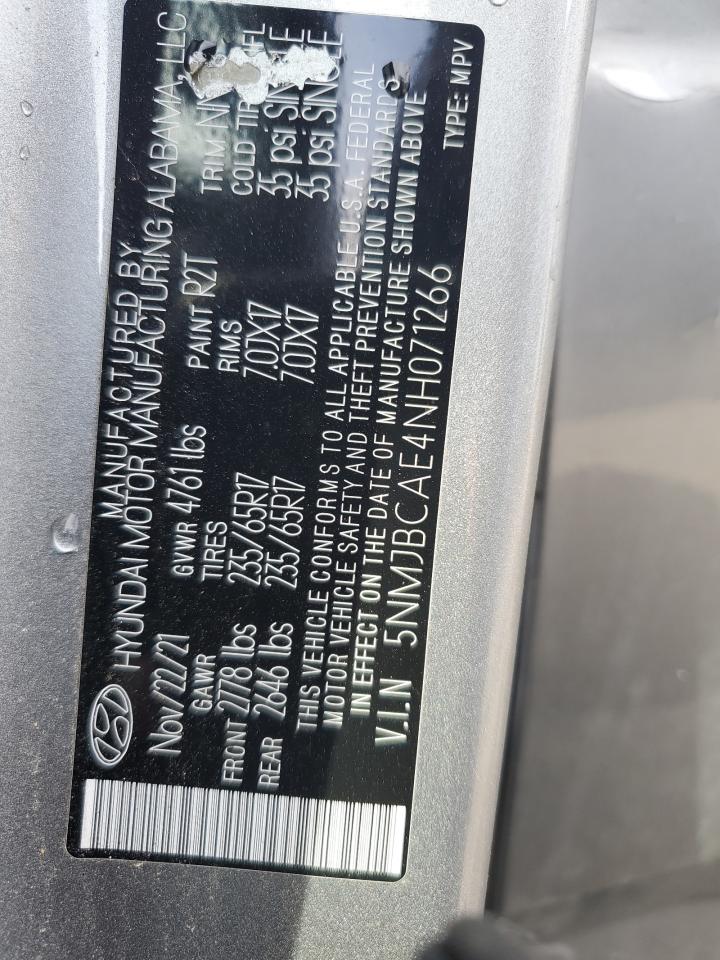 MANUFACTURED BY
HYUNDAI MOTOR MANUFACTURING ALABAMA, LLC
Nov/22/21 GVWR 4761 lbs PAINT R2T TRIM
GAWR TIRES RIMS COLD
FRONT 2778 lbs 235/65R17 7.0JX17 35 psi SINGLE
REAR 2646 lbs 235/65R17 7.0JX17 35 psi SINGLE
THIS VEHICLE CONFORMS TO ALL APPLICABLE U.S.A. FEDERAL
MOTOR VEHICLE SAFETY AND THEFT PREVENTION STANDARDS
IN EFFECT ON THE DATE OF MANUFACTURE SHOWN ABOVE
V.I.N 5NMJBCAE4NH071266 TYPE: MPV